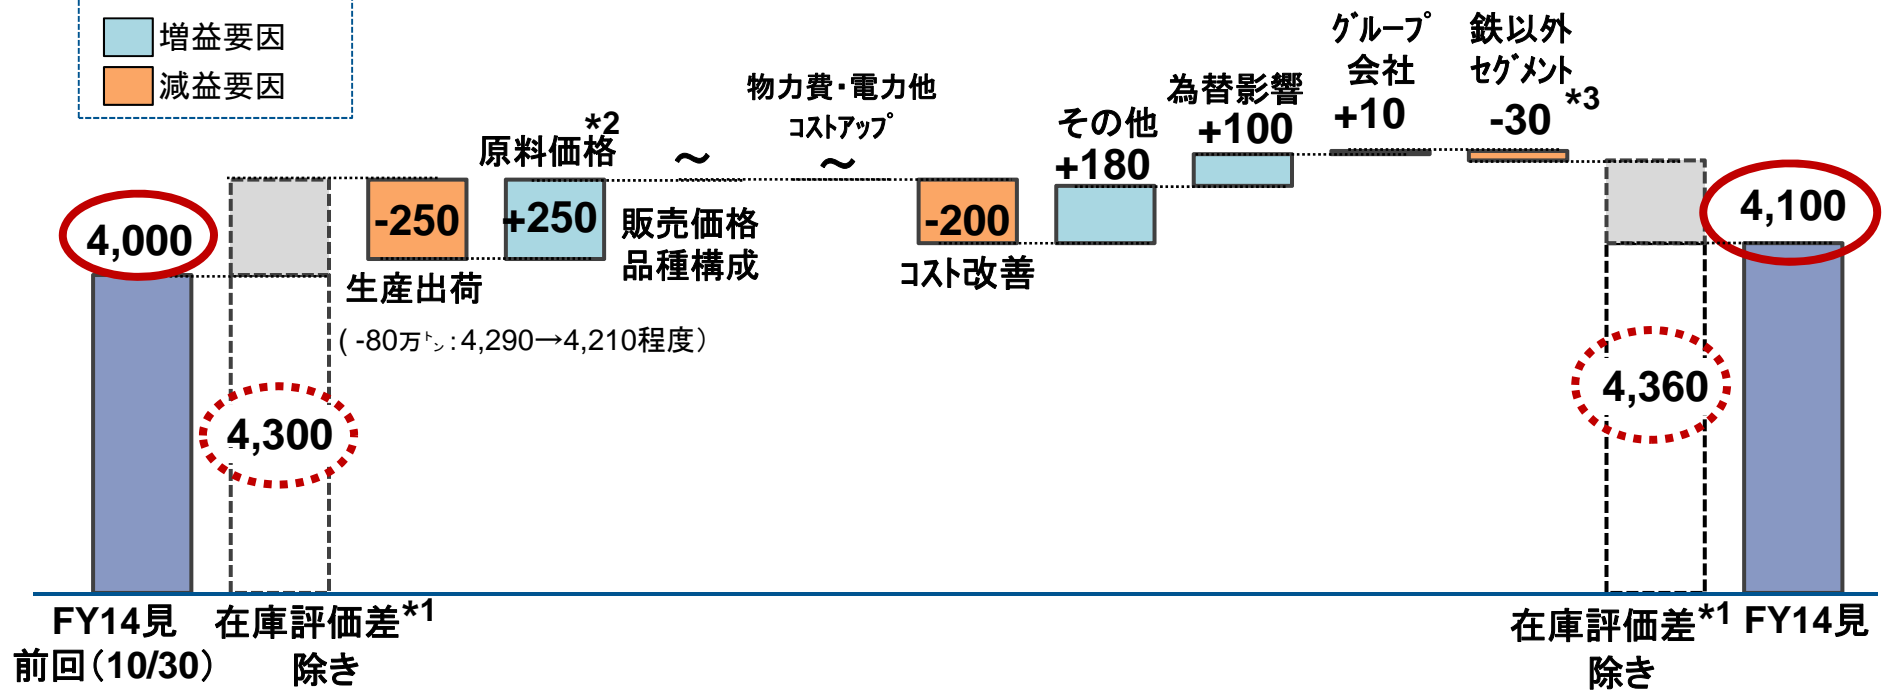 増益要因
減益要因
4,000
FY14見
前回(10/30)
4,300
在庫評価差*1
除き
-250
生産出荷
( -80万㌧:4,290→4,210程度)
原料価格*2
+250
～
販売価格
品種構成
物力費・電力他
ｺｽﾄｱｯﾌﾟ
～
-200
ｺｽﾄ改善
その他
+180
為替影響
+100
ｸﾞﾙｰﾌﾟ
会社
+10
鉄以外
ｾｸﾞﾒﾝﾄ
-30 *3
4,360
在庫評価差*1
除き
4,100
FY14見